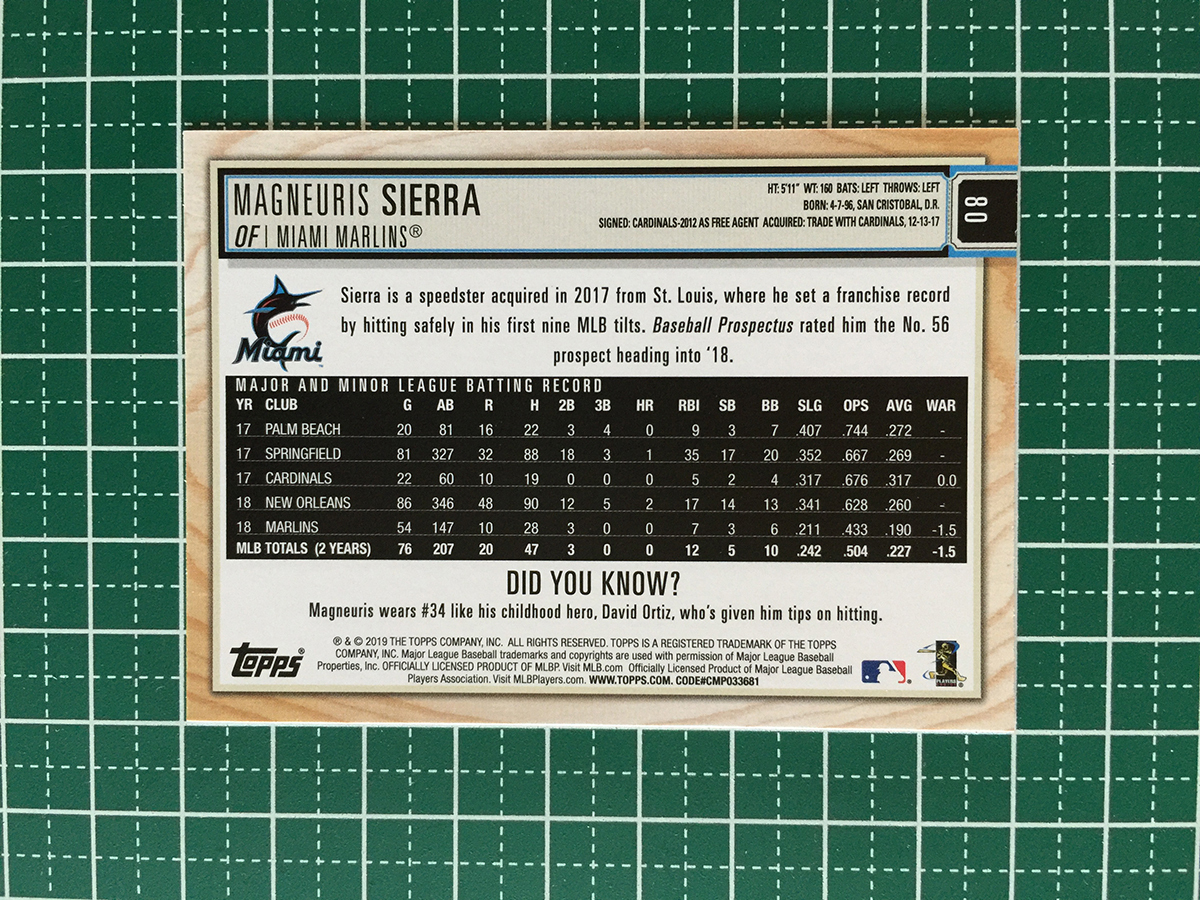 MAGNEURIS SIERRA
OF | MIAMI MARLINS®
HT: 5'11" WT: 160 BATS: LEFT THROWS: LEFT
BORN: 4-7-96, SAN CRISTOBAL, D.R.
SIGNED: CARDINALS-2012 AS FREE AGENT ACQUIRED: TRADE WITH CARDINALS, 12-13-17
80
Miami
Sierra is a speedster acquired in 2017 from St. Louis, where he set a franchise record
by hitting safely in his first nine MLB tilts. Baseball Prospectus rated him the No. 56
prospect heading into '18.
MAJOR AND MINOR LEAGUE BATTING RECORD
YR CLUB G AB R H 2B 3B HR RBI SB BB SLG OPS AVG WAR
17 PALM BEACH 20 81 16 22 3 4 0 9 3 7 .407 .744 .272 -
17 SPRINGFIELD 81 327 32 88 18 3 1 35 17 20 .352 .667 .269 -
17 CARDINALS 22 60 10 19 0 0 0 5 2 4 .317 .676 .317 0.0
18 NEW ORLEANS 86 346 48 90 12 5 2 17 14 13 .341 .628 .260 -
18 MARLINS 54 147 10 28 3 0 0 7 3 6 .211 .433 .190 -1.5
MLB TOTALS (2 YEARS) 76 207 20 47 3 0 0 12 5 10 .242 .504 .227 -1.5
DID YOU KNOW?
Magneuris wears #34 like his childhood hero, David Ortiz, who's given him tips on hitting.
TOPPS®
® & © 2019 THE TOPPS COMPANY, INC. ALL RIGHTS RESERVED. TOPPS IS A REGISTERED TRADEMARK OF THE TOPPS
COMPANY, INC. Major League Baseball trademarks and copyrights are used with permission of Major League Baseball
Properties, Inc. OFFICIALLY LICENSED PRODUCT OF MLBP. Visit MLB.com Officially Licensed Product of Major League Baseball
Players Association. Visit MLBPlayers.com. WWW.TOPPS.COM. CODE#CMP033681
PLAYERS